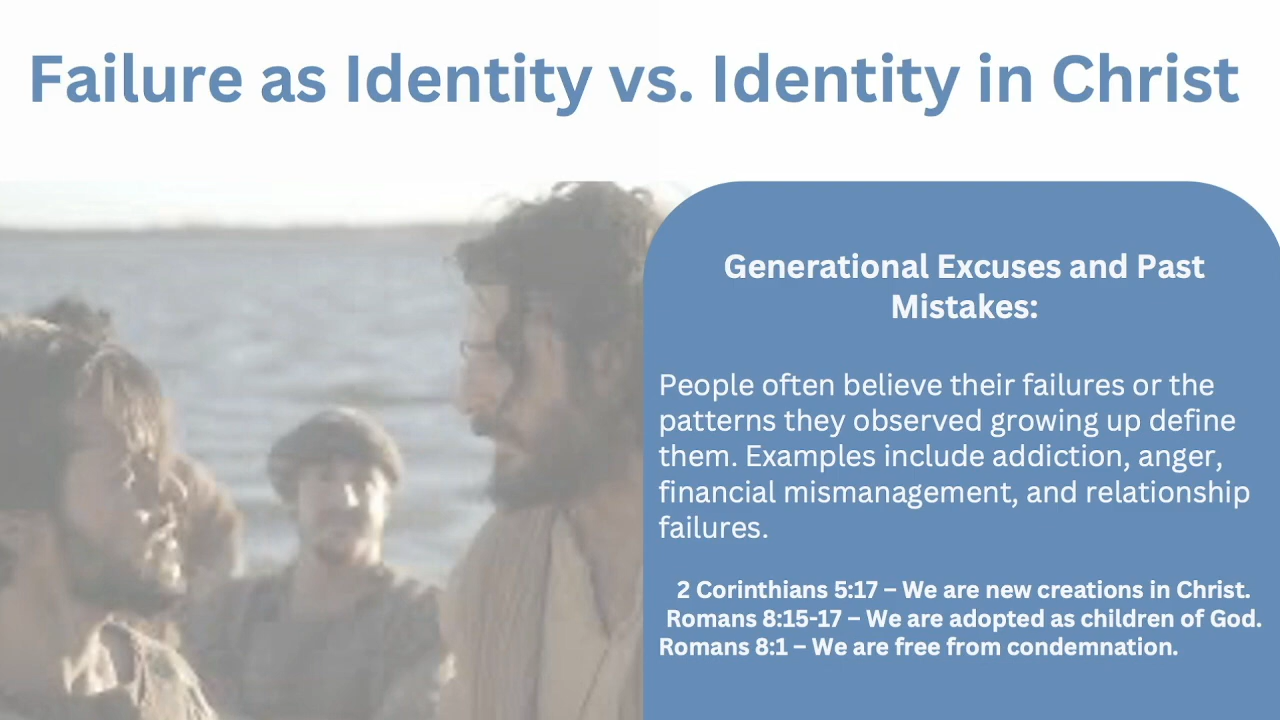 Failure as Identity vs. Identity in Christ
Generational Excuses and Past
Mistakes:
People often believe their failures or the
patterns they observed growing up define
them. Examples include addiction, anger,
financial mismanagement, and relationship
failures.
2 Corinthians 5:17 – We are new creations in Christ.
Romans 8:15-17 – We are adopted as children of God.
Romans 8:1 – We are free from condemnation.